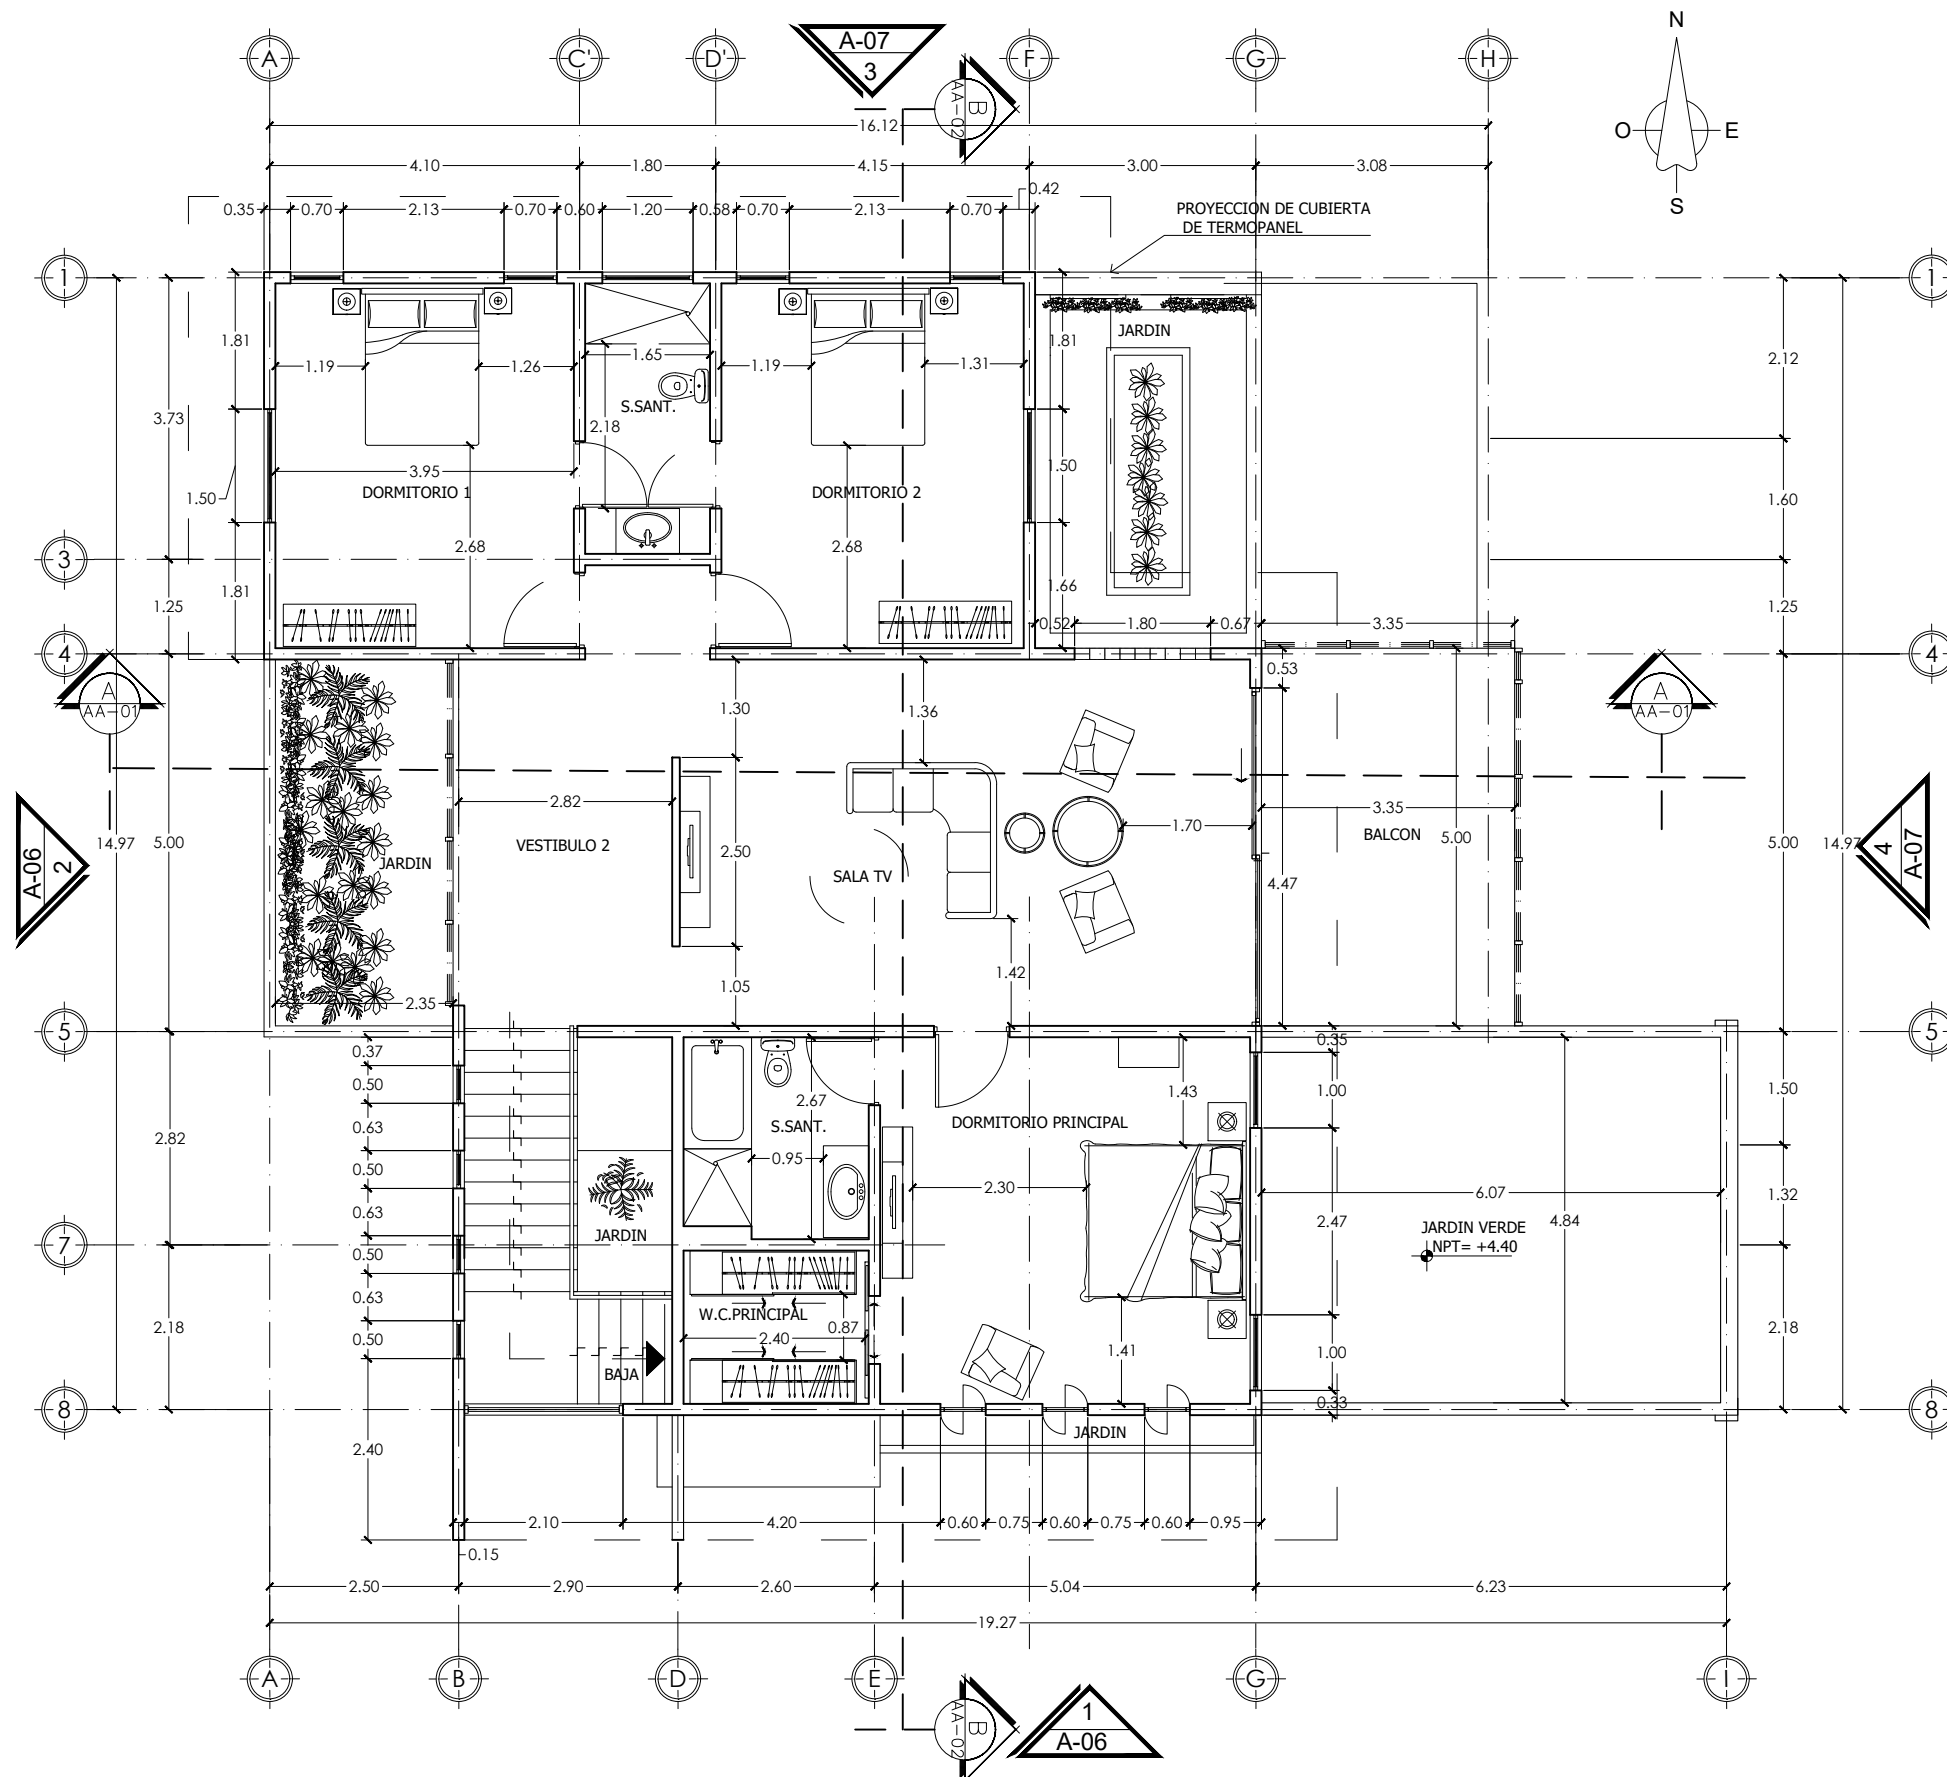 A C' D' F G H
A-07
3
N
B
AA-02
O E
16.12
4.10 1.80 4.15 3.00 3.08
S
0.42
0.35 0.70 2.13 0.70 0.60 1.20 0.58 0.70 2.13 0.70
PROYECCION DE CUBIERTA
DE TERMOPANEL
1 1
JARDIN
1.81 1.65 1.81
1.19 1.26 1.19 1.31 2.12
S.SANT.
3.73 2.18
3.95 1.50
1.50 DORMITORIO 1 DORMITORIO 2 1.60
2.68 2.68
3
1.81 1.66
1.25 1.25
0.52 1.80 0.67 3.35
4 4
0.53
A A
AA-01 AA-01
1.30 1.36
2.82 3.35
1.70
BALCON
14.97 5.00 VESTIBULO 2 2.50 5.00 5.00 14.97
A-06
2
JARDIN
SALA TV 4.47
4
A-07
1.42
1.05
2.35
5 5
0.37 0.35
0.50 1.43 1.00 1.50
2.67
0.63 S.SANT. DORMITORIO PRINCIPAL
2.82
0.50 0.95
2.30 6.07 1.32
0.63 2.47 4.84
JARDIN JARDIN VERDE
7
0.50 NPT= +4.40
0.63
W.C.PRINCIPAL
2.18 0.87 2.18
0.50 2.40 1.41 1.00
BAJA
0.33
8 8
JARDIN
2.40
2.10 4.20 0.60 0.75 0.60 0.75 0.60 0.95
0.15
2.50 2.90 2.60 5.04 6.23
19.27
A B D E G I
B
AA-02
1
A-06